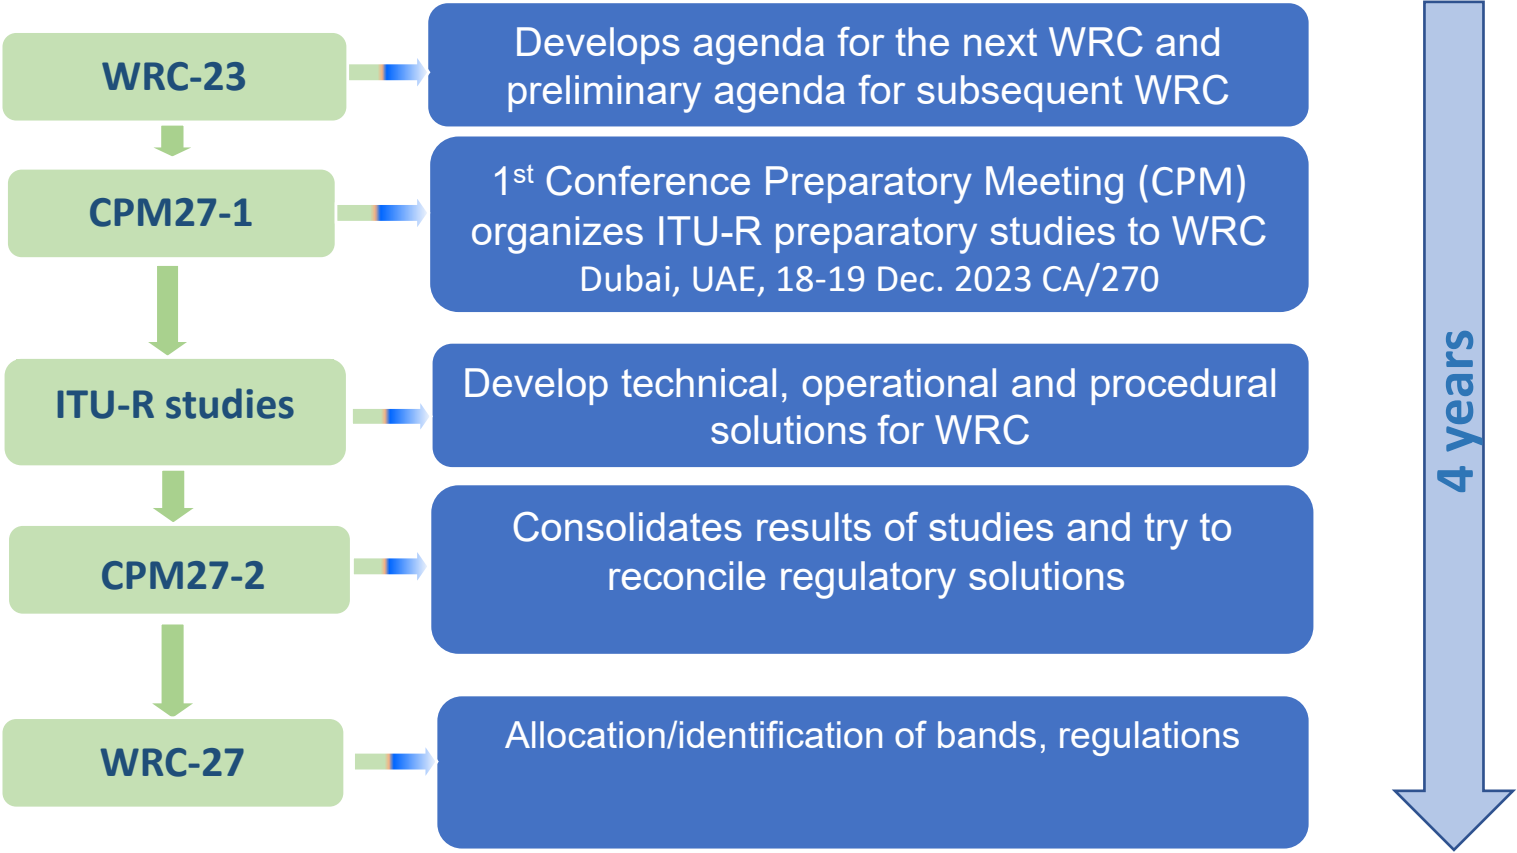 WRC-23
Develops agenda for the next WRC and
preliminary agenda for subsequent WRC
CPM27-1
1st Conference Preparatory Meeting (CPM)
organizes ITU-R preparatory studies to WRC
Dubai, UAE, 18-19 Dec. 2023 CA/270
ITU-R studies
Develop technical, operational and procedural
solutions for WRC
CPM27-2
Consolidates results of studies and try to
reconcile regulatory solutions
WRC-27
Allocation/identification of bands, regulations
4 years